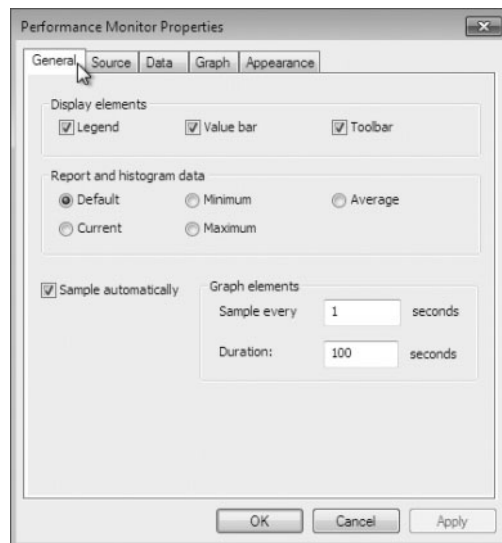 Performance Monitor Properties
General Source Data Graph Appearance
Display elements
Legend Value bar Toolbar
Report and histogram data
Default Minimum Average
Current Maximum
Sample automatically
Graph elements
Sample every 1 seconds
Duration: 100 seconds
OK Cancel Apply